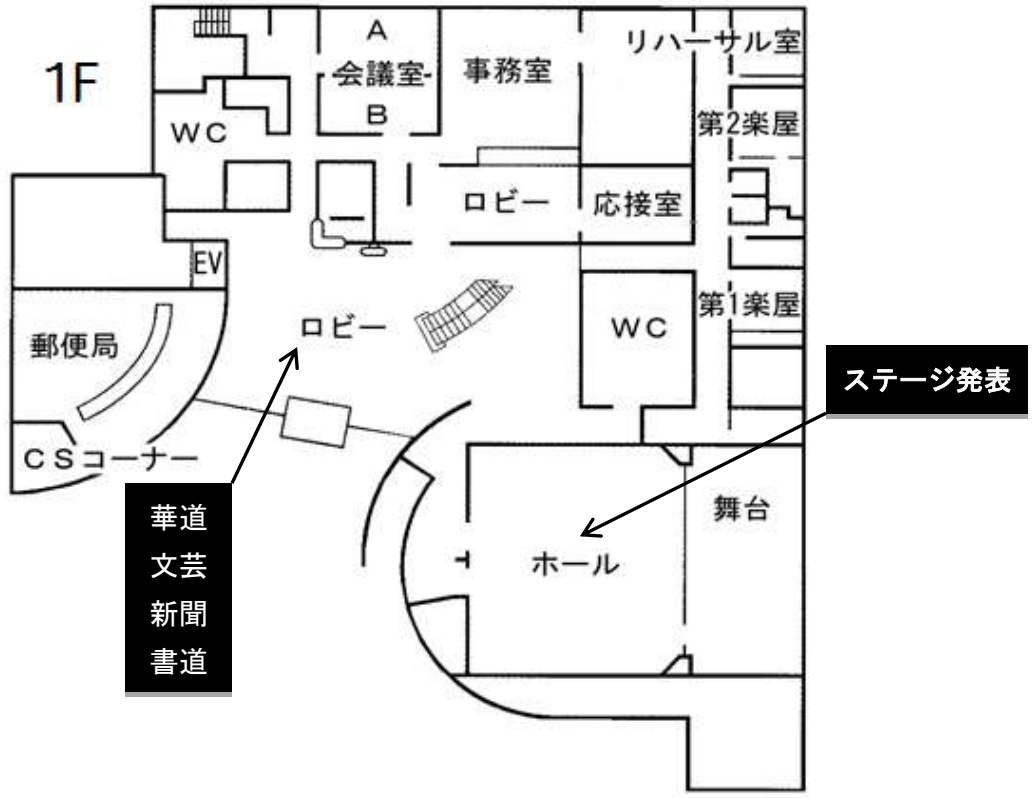 A
リハーサル室
1F
会議室
事務室
B
第2楽屋
WC
ロビー
応接室
EV
第1楽屋
ロビー
WC
郵便局
ステージ発表
CSコーナー
華道
文芸
新聞
書道
舞台
ホール